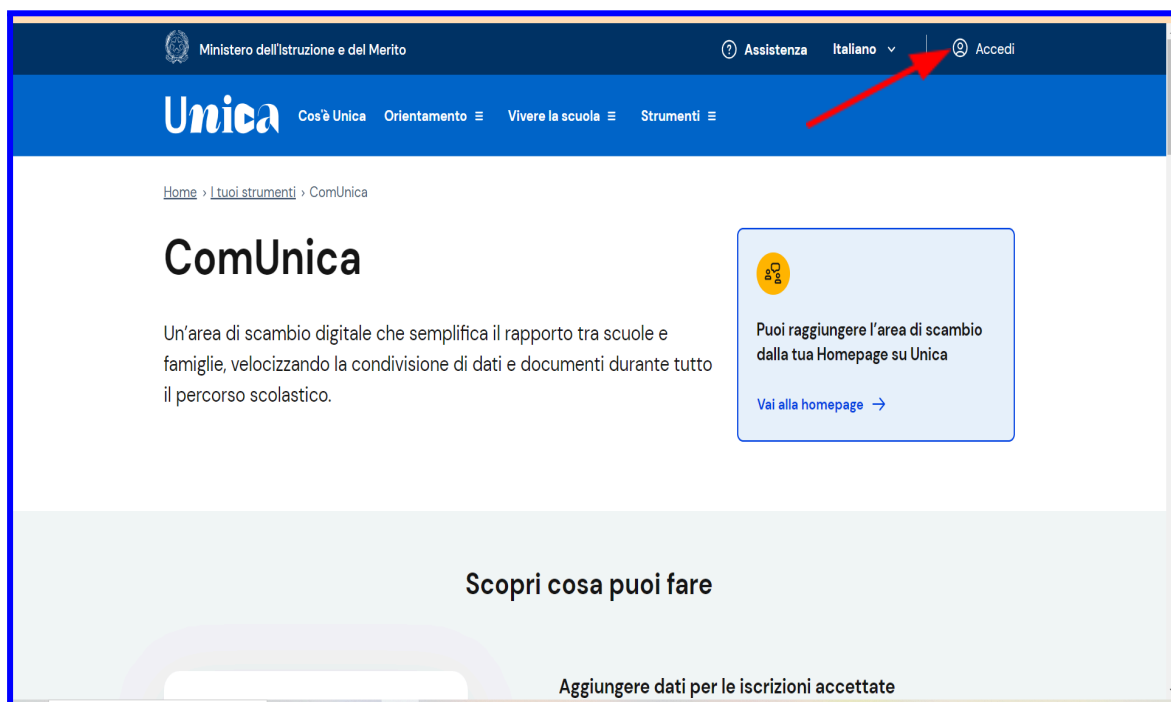 Ministero dell'Istruzione e del Merito
Assistenza Italiano Accedi
Unica Cos'è Unica Orientamento Vivere la scuola Strumenti
Home › I tuoi strumenti › ComUnica
ComUnica
Un'area di scambio digitale che semplifica il rapporto tra scuole e
famiglie, velocizzando la condivisione di dati e documenti durante tutto
il percorso scolastico.
Puoi raggiungere l'area di scambio
dalla tua Homepage su Unica
Vai alla homepage →
Scopri cosa puoi fare
Aggiungere dati per le iscrizioni accettate